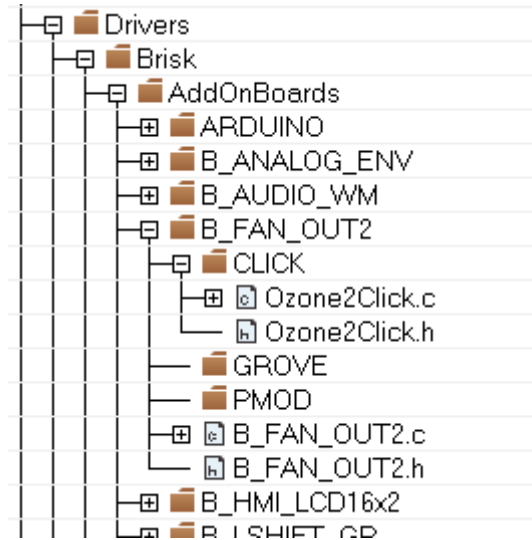 Drivers
Brisk
AddOnBoards
ARDUINO
B_ANALOG_ENV
B_AUDIO_WM
B_FAN_OUT2
CLICK
c Ozone2Click.c
h Ozone2Click.h
GROVE
PMOD
c B_FAN_OUT2.c
h B_FAN_OUT2.h
B_HMI_LCD16x2